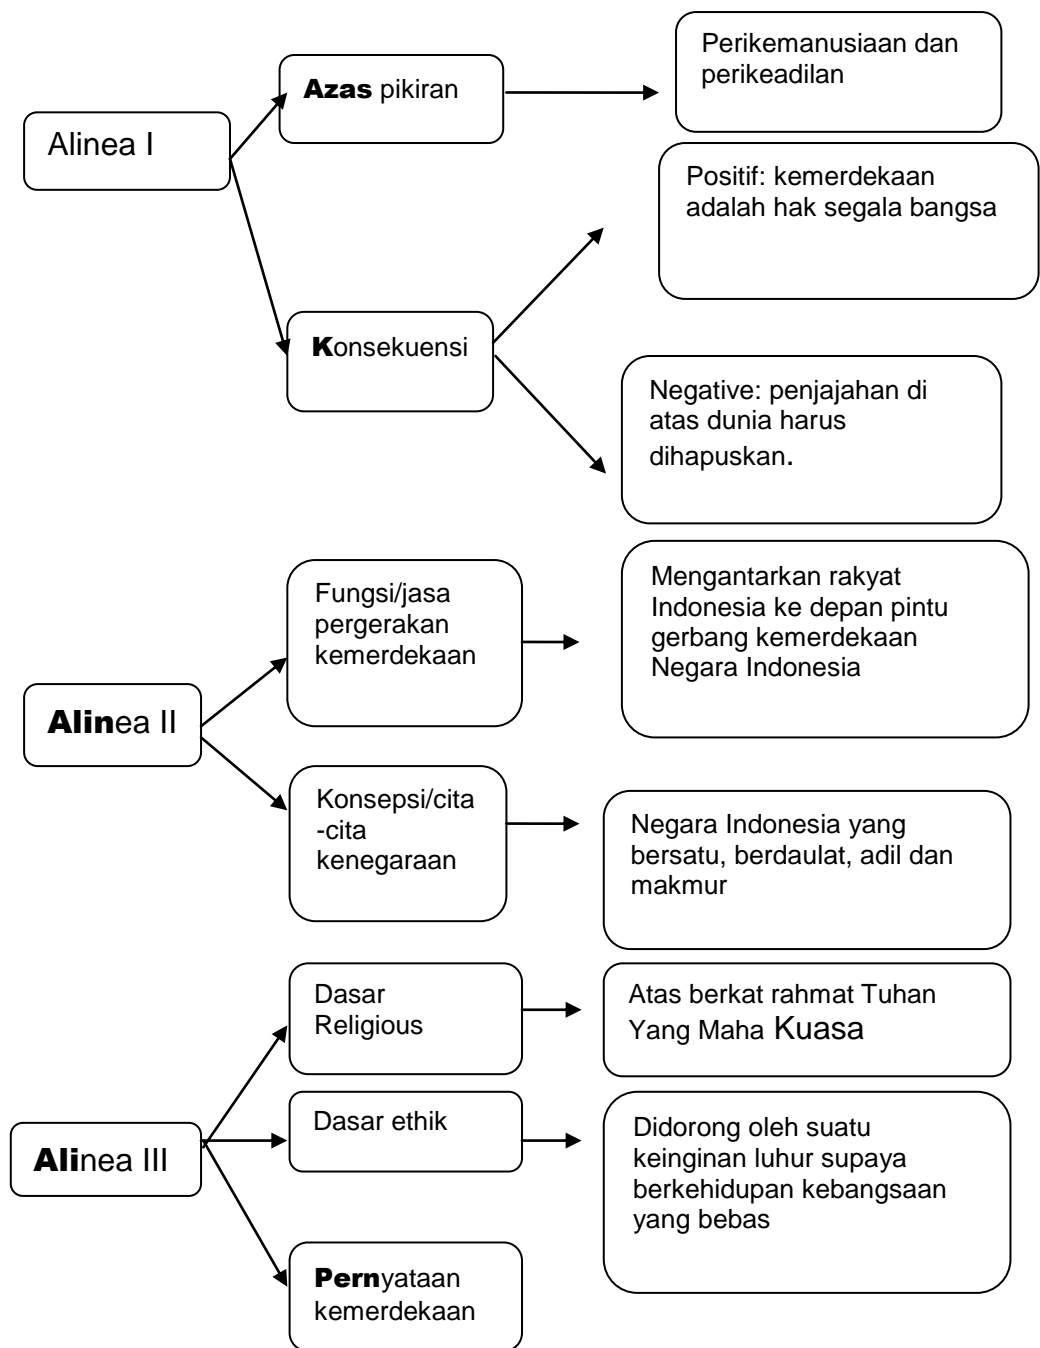 Alinea I
Azas pikiran
Perikemanusiaan dan
perikeadilan
Konsekuensi
Positif: kemerdekaan
adalah hak segala bangsa
Negative: penjajahan di
atas dunia harus
dihapuskan.
Alinea II
Fungsi/jasa
pergerakan
kemerdekaan
Mengantarkan rakyat
Indonesia ke depan pintu
gerbang kemerdekaan
Negara Indonesia
Konsepsi/cita
-cita
kenegaraan
Negara Indonesia yang
bersatu, berdaulat, adil dan
makmur
Alinea III
Dasar
Religious
Atas berkat rahmat Tuhan
Yang Maha Kuasa
Dasar ethik
Didorong oleh suatu
keinginan luhur supaya
berkehidupan kebangsaan
yang bebas
Pernyataan
kemerdekaan